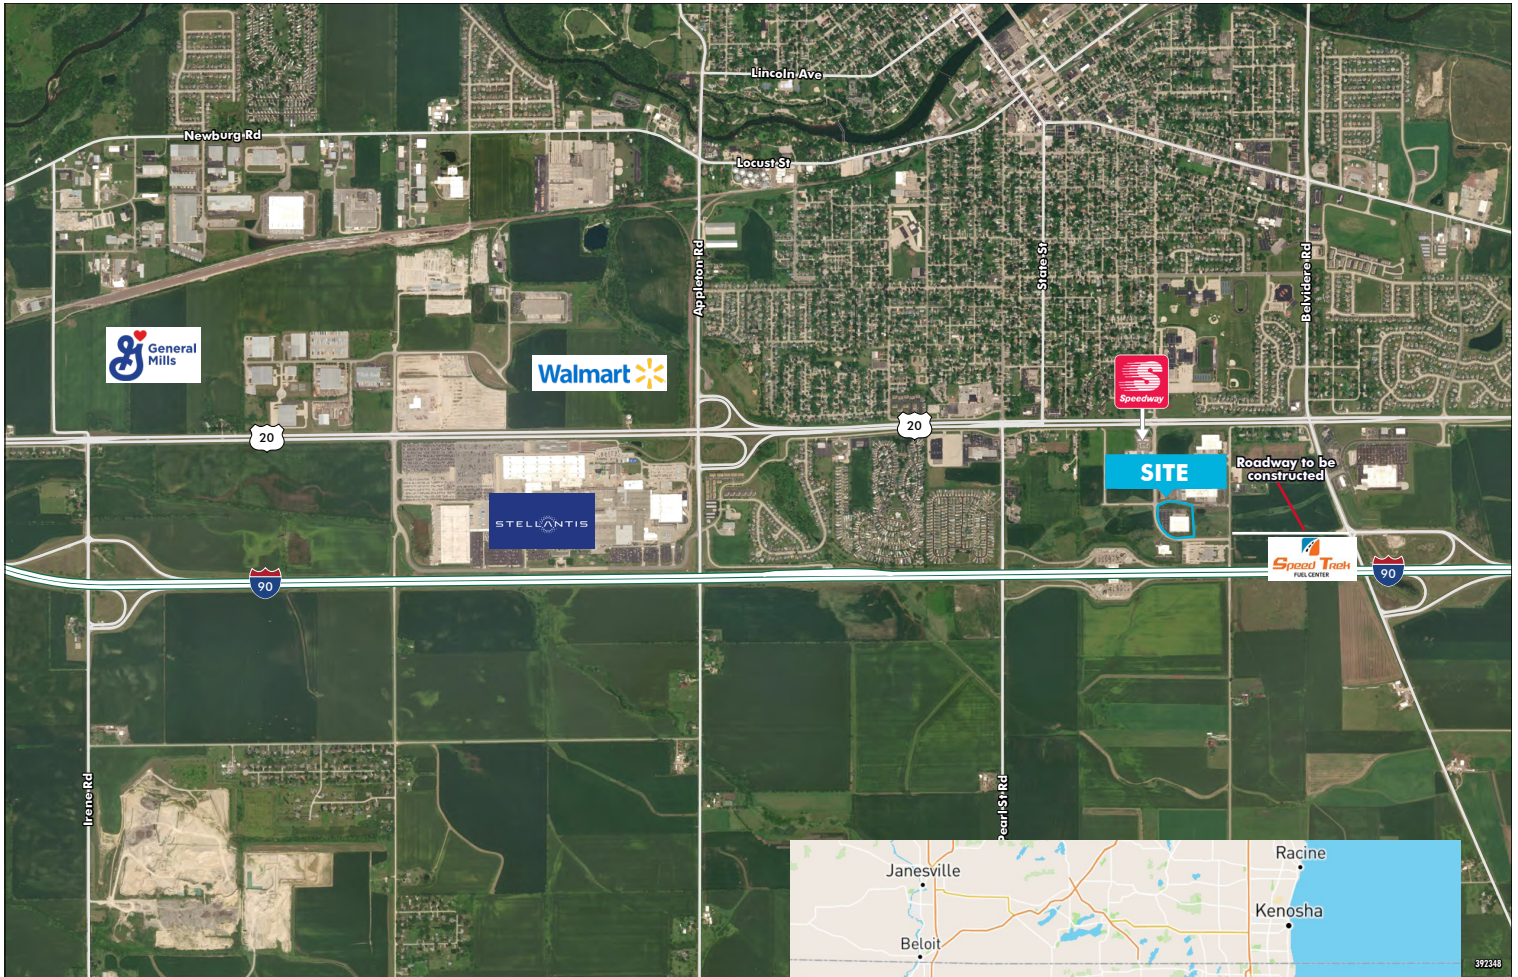 Lincoln Ave
Newburg Rd
Locust St
Appleton Rd
State St
Belvidere Rd
General
Mills
Walmart
Speedway
20
20
SITE
Roadway to be
constructed
STELLANTIS
Speed Trek
FUEL CENTER
90
90
Irene Rd
Pearl St Rd
Racine
Janesville
Kenosha
Beloit
392348